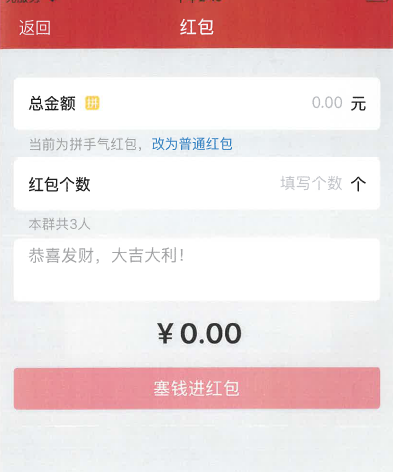 返回 红包
总金额 拼 0.00 元
当前为拼手气红包，改为普通红包
红包个数 填写个数 个
本群共3人
恭喜发财，大吉大利！
￥0.00
塞钱进红包